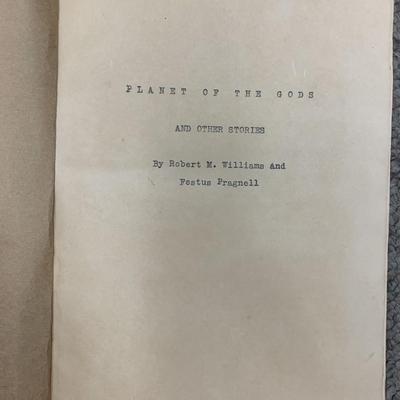 PLANET OF THE GODS
AND OTHER STORIES
By Robert M. Williams And
Festus Pragnell